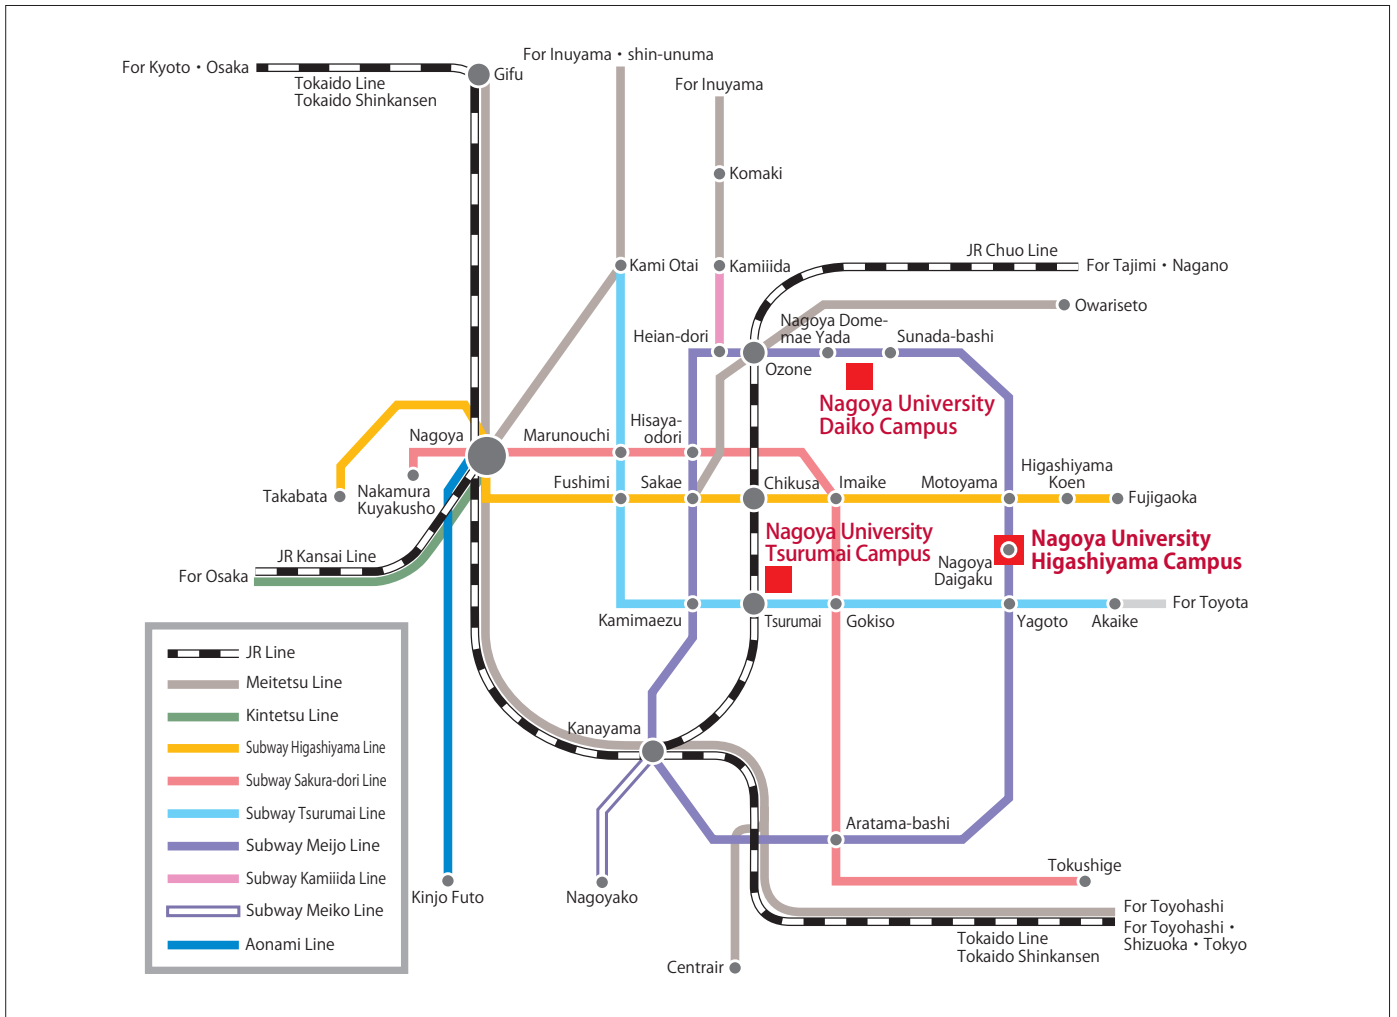 For Inuyama・shin-unuma
For Kyoto・Osaka
Gifu
Tokaido Line
Tokaido Shinkansen
For Inuyama
Komaki
JR Chuo Line
Kami Otai
Kamiiida
For Tajimi・Nagano
Owariseto
Heian-dori
Nagoya Dome-
mae Yada
Sunada-bashi
Ozone
Nagoya University
Daiko Campus
Nagoya
Marunouchi
Hisaya-
odori
Takabata
Nakamura
Kuyakusho
Fushimi
Sakae
Chikusa
Imaike
Motoyama
Higashiyama
Koen
Fujigaoka
Nagoya University
Tsurumai Campus
Nagoya University
Higashiyama Campus
Nagoya
Daigaku
JR Kansai Line
For Osaka
Kamimaezu
Tsurumai
Gokiso
Yagoto
Akaike
For Toyota
JR Line
Meitetsu Line
Kintetsu Line
Subway Higashiyama Line
Subway Sakura-dori Line
Subway Tsurumai Line
Subway Meijo Line
Subway Kamiiida Line
Subway Meiko Line
Aonami Line
Kanayama
Aratama-bashi
Tokushige
Kinjo Futo
Nagoyako
For Toyohashi
For Toyohashi・
Shizuoka・Tokyo
Tokaido Line
Tokaido Shinkansen
Centrair